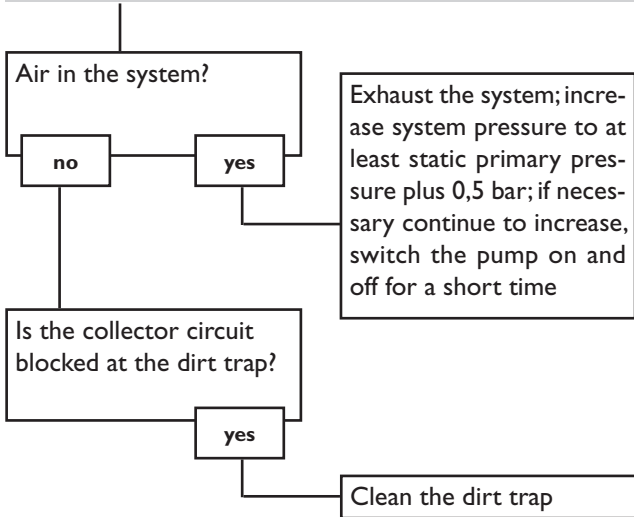 Air in the system?
no
yes
Exhaust the system; incre-
ase system pressure to at
least static primary pres-
sure plus 0,5 bar; if neces-
sary continue to increase,
switch the pump on and
off for a short time
Is the collector circuit
blocked at the dirt trap?
yes
Clean the dirt trap